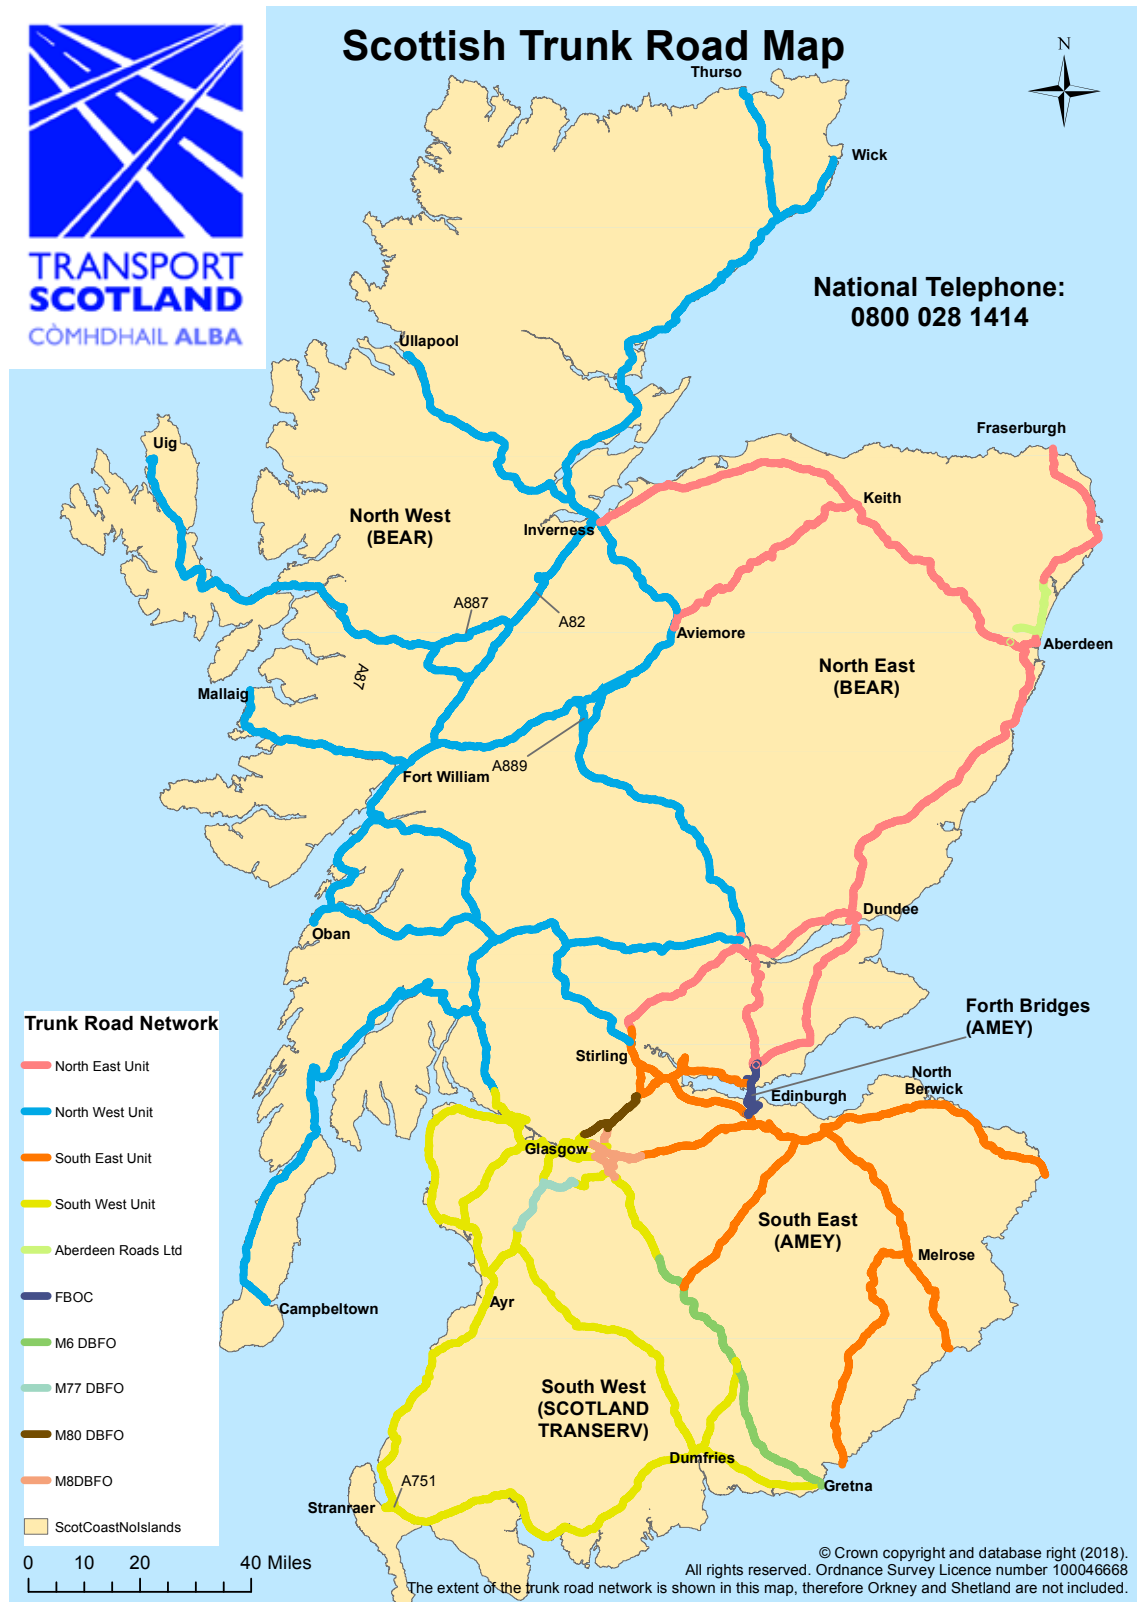 Scottish Trunk Road Map
TRANSPORT
SCOTLAND
CÒMHDHAIL ALBA
N
Thurso
Wick
National Telephone:
0800 028 1414
Ullapool
Uig
Fraserburgh
Keith
North West
(BEAR)
Inverness
A887
A82
Aviemore
Aberdeen
North East
(BEAR)
A87
Mallaig
A889
Fort William
Dundee
Oban
Forth Bridges
(AMEY)
Stirling
North
Berwick
Edinburgh
Glasgow
South East
(AMEY)
Melrose
Campbeltown
Ayr
South West
(SCOTLAND
TRANSERV)
Dumfries
A751
Stranraer
Gretna
Trunk Road Network
North East Unit
North West Unit
South East Unit
South West Unit
Aberdeen Roads Ltd
FBOC
M6 DBFO
M77 DBFO
M80 DBFO
M8DBFO
ScotCoastNoIslands
0 10 20 40 Miles
© Crown copyright and database right (2018).
All rights reserved. Ordnance Survey Licence number 100046668
The extent of the trunk road network is shown in this map, therefore Orkney and Shetland are not included.